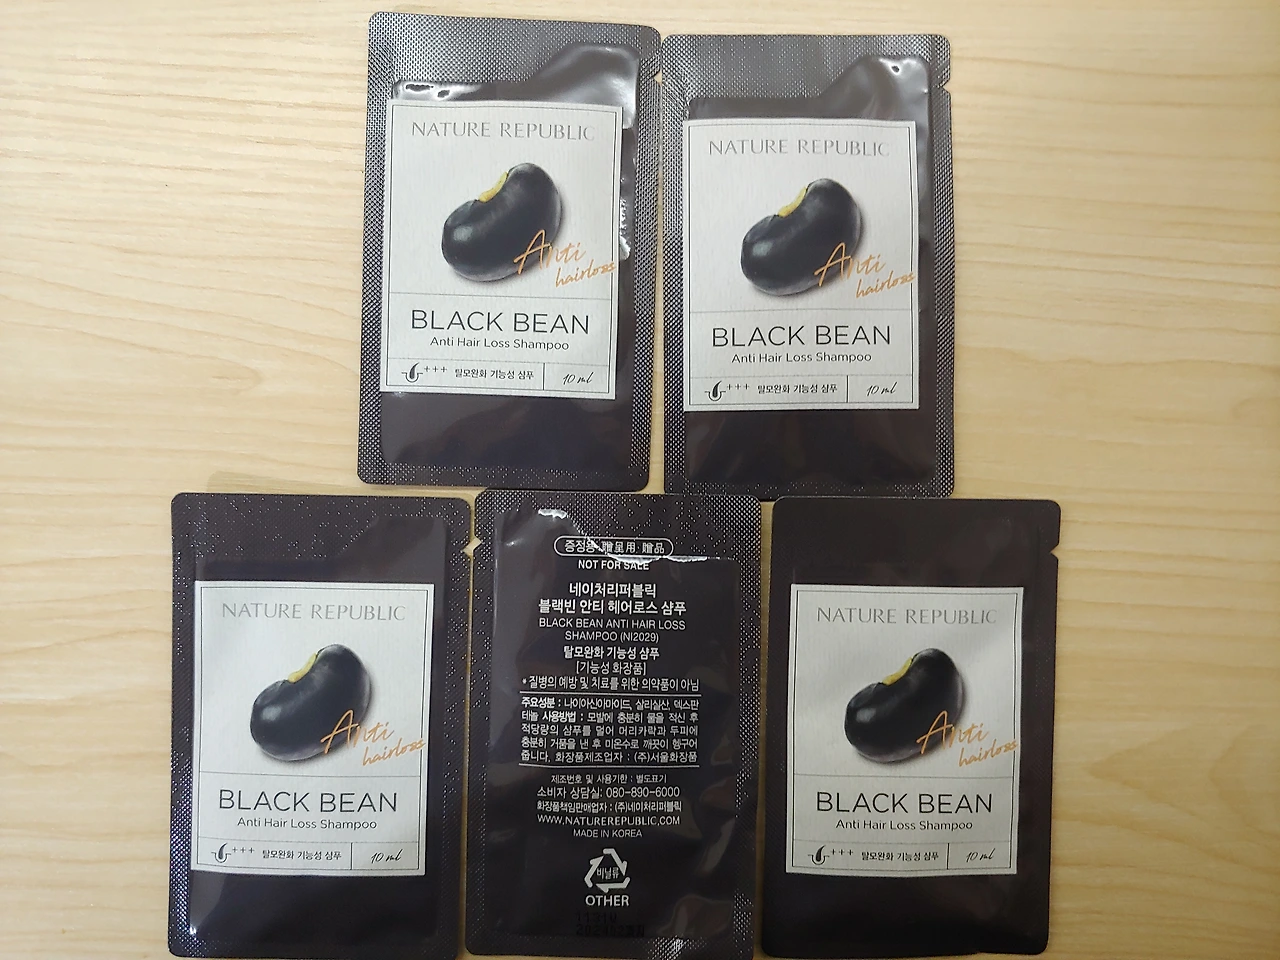 NATURE REPUBLIC
Anti
hairloss
BLACK BEAN
Anti Hair Loss Shampoo
+++ 탈모완화 기능성 샴푸 10 ml
NATURE REPUBLIC
Anti
hairloss
BLACK BEAN
Anti Hair Loss Shampoo
+++ 탈모완화 기능성 샴푸 10 ml
NATURE REPUBLIC
Anti
hairloss
BLACK BEAN
Anti Hair Loss Shampoo
+++ 탈모완화 기능성 샴푸 10 ml
증정용·贈呈用·贈品
NOT FOR SALE
네이처리퍼블릭
블랙빈 안티 헤어로스 샴푸
BLACK BEAN ANTI HAIR LOSS
SHAMPOO (NI2029)
탈모완화 기능성 샴푸
[기능성 화장품]
* 질병의 예방 및 치료를 위한 의약품이 아님
주요성분 : 나이아신아마이드, 살리실산, 덱스판
테놀 사용방법 : 모발에 충분히 물을 적신 후
적당량의 샴푸를 덜어 머리카락과 두피에
충분히 거품을 낸 후 미온수로 깨끗이 헹구어
줍니다. 화장품제조업자 : (주)서울화장품
제조번호 및 사용기한 : 별도표기
소비자 상담실: 080-890-6000
화장품책임판매업자 : (주)네이처리퍼블릭
WWW.NATUREREPUBLIC.COM
MADE IN KOREA
비닐류
OTHER
NATURE REPUBLIC
Anti
hairloss
BLACK BEAN
Anti Hair Loss Shampoo
+++ 탈모완화 기능성 샴푸 10 ml